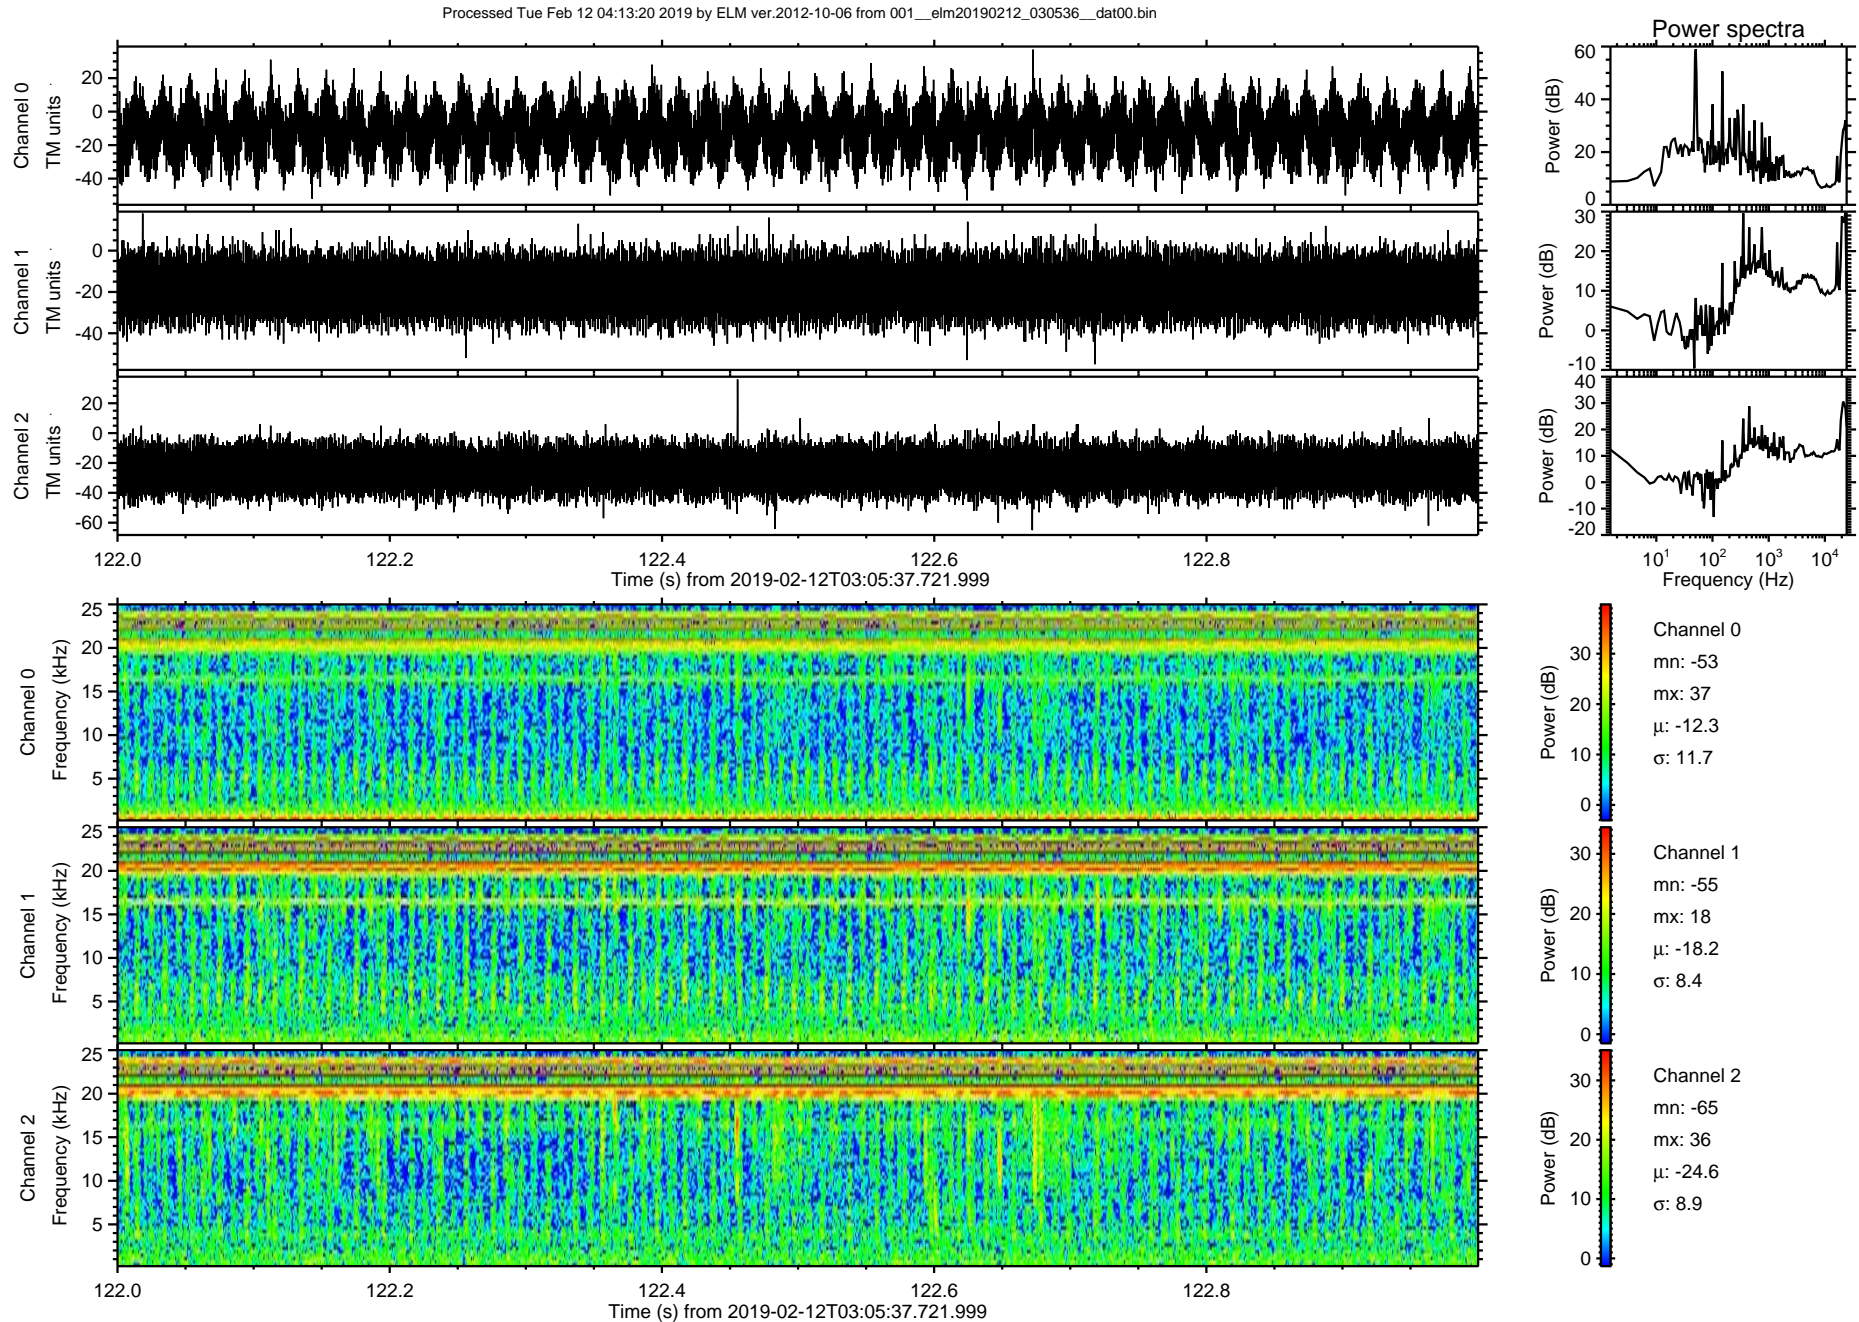 Processed Tue Feb 12 04:13:20 2019 by ELM ver.2012-10-06 from 001__elm20190212_030536__dat00.bin
Power spectra
Channel 0
TM units
20
0
-20
-40
Power (dB)
60
40
20
0
Channel 1
TM units
0
-20
-40
Power (dB)
30
20
10
0
-10
Channel 2
TM units
20
0
-20
-40
-60
Power (dB)
40
30
20
10
0
-10
-20
122.0 122.2 122.4 122.6 122.8
Time (s) from 2019-02-12T03:05:37.721.999
10^1 10^2 10^3 10^4
Frequency (Hz)
Channel 0
Frequency (kHz)
25
20
15
10
5
Power (dB)
30
20
10
0
Channel 0
mn: -53
mx: 37
μ: -12.3
σ: 11.7
Channel 1
Frequency (kHz)
25
20
15
10
5
Power (dB)
30
20
10
0
Channel 1
mn: -55
mx: 18
μ: -18.2
σ: 8.4
Channel 2
Frequency (kHz)
25
20
15
10
5
Power (dB)
30
20
10
0
Channel 2
mn: -65
mx: 36
μ: -24.6
σ: 8.9
122.0 122.2 122.4 122.6 122.8
Time (s) from 2019-02-12T03:05:37.721.999